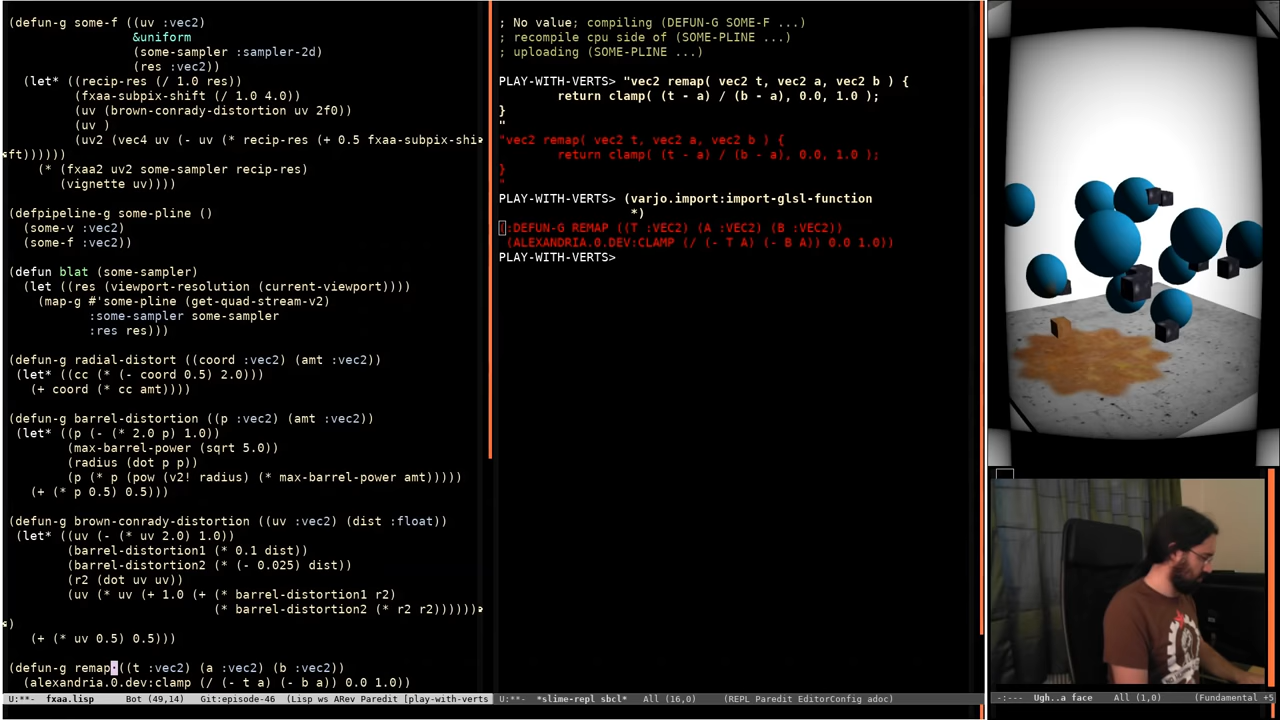 (defun-g some-f ((uv :vec2)
&uniform
(some-sampler :sampler-2d)
(res :vec2))
(let* ((recip-res (/ 1.0 res))
(fxaa-subpix-shift (/ 1.0 4.0))
(uv (brown-conrady-distortion uv 2f0))
(uv )
(uv2 (vec4 uv (- uv (* recip-res (+ 0.5 fxaa-subpix-shi
ft))))))
(* (fxaa2 uv2 some-sampler recip-res)
(vignette uv))))
(defpipeline-g some-pline ()
(some-v :vec2)
(some-f :vec2))
(defun blat (some-sampler)
(let ((res (viewport-resolution (current-viewport))))
(map-g #'some-pline (get-quad-stream-v2)
:some-sampler some-sampler
:res res)))
(defun-g radial-distort ((coord :vec2) (amt :vec2))
(let* ((cc (* (- coord 0.5) 2.0)))
(+ coord (* cc amt))))
(defun-g barrel-distortion ((p :vec2) (amt :vec2))
(let* ((p (- (* 2.0 p) 1.0))
(max-barrel-power (sqrt 5.0))
(radius (dot p p))
(p (* p (pow (v2! radius) (* max-barrel-power amt)))))
(+ (* p 0.5) 0.5)))
(defun-g brown-conrady-distortion ((uv :vec2) (dist :float))
(let* ((uv (- (* uv 2.0) 1.0))
(barrel-distortion1 (* 0.1 dist))
(barrel-distortion2 (* (- 0.025) dist))
(r2 (dot uv uv))
(uv (* uv (+ 1.0 (+ (* barrel-distortion1 r2)
(* barrel-distortion2 (* r2 r2))))))
)
(+ (* uv 0.5) 0.5)))
(defun-g remap ((t :vec2) (a :vec2) (b :vec2))
(alexandria.0.dev:clamp (/ (- t a) (- b a)) 0.0 1.0))
U:**-  fxaa.lisp      Bot (49,14)     Git:episode-46  (Lisp ws ARev Paredit [play-with-verts
; No value; compiling (DEFUN-G SOME-F ...)
; recompile cpu side of (SOME-PLINE ...)
; uploading (SOME-PLINE ...)
PLAY-WITH-VERTS> "vec2 remap( vec2 t, vec2 a, vec2 b ) {
return clamp( (t - a) / (b - a), 0.0, 1.0 );
}
"
"vec2 remap( vec2 t, vec2 a, vec2 b ) {
return clamp( (t - a) / (b - a), 0.0, 1.0 );
}
"
PLAY-WITH-VERTS> (varjo.import:import-glsl-function
*)
(:DEFUN-G REMAP ((T :VEC2) (A :VEC2) (B :VEC2))
(ALEXANDRIA.0.DEV:CLAMP (/ (- T A) (- B A)) 0.0 1.0))
PLAY-WITH-VERTS>
U:**-  *slime-repl sbcl*   All (16,0)     (REPL Paredit EditorConfig adoc)
-:---  Ugh..a face    All (1,0)      (Fundamental +5